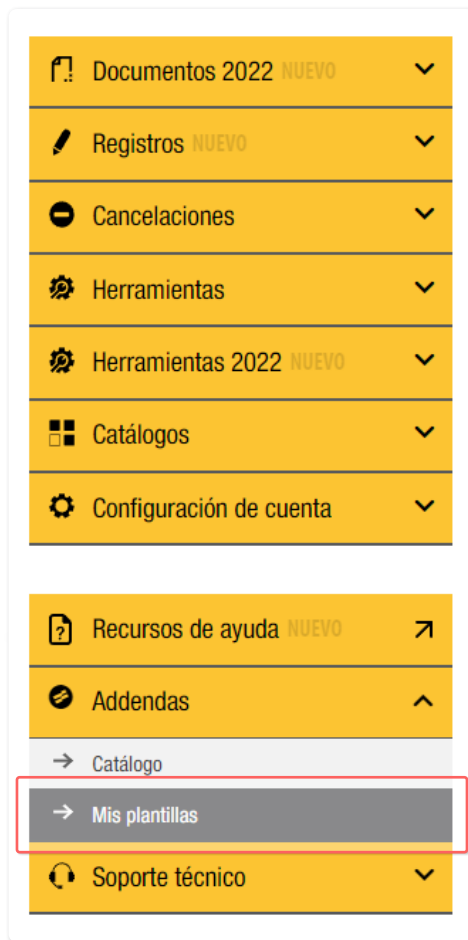 Documentos 2022 NUEVO
Registros NUEVO
Cancelaciones
Herramientas
Herramientas 2022 NUEVO
Catálogos
Configuración de cuenta
Recursos de ayuda NUEVO
Addendas
Catálogo
Mis plantillas
Soporte técnico